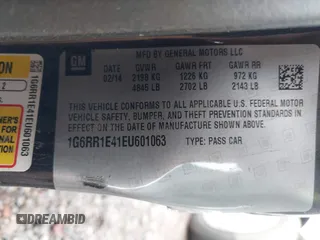 GM
MFD BY GENERAL MOTORS LLC
DATE GVWR GAWR FRT GAWR RR
02/14 2198 KG 1226 KG 972 KG
4845 LB 2702 LB 2143 LB
THIS VEHICLE CONFORMS TO ALL APPLICABLE U.S. FEDERAL MOTOR
VEHICLE SAFETY, BUMPER, AND THEFT PREVENTION STANDARDS
IN EFFECT ON THE DATE OF MANUFACTURE SHOWN ABOVE.
1G6RR1E41EU601063 TYPE: PASS CAR
1G6RR1E41EU601063
DREAMBID